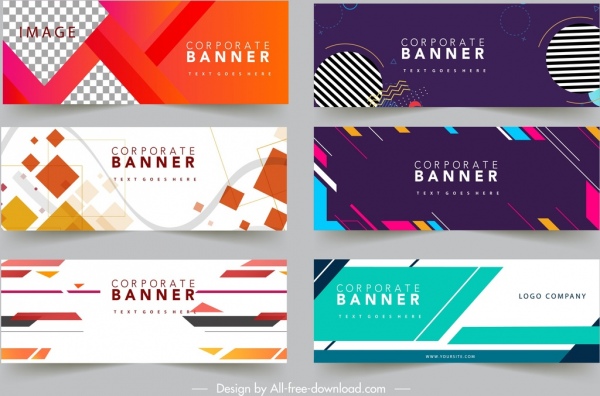 IMAGE
CORPORATE
BANNER
TEXT GOES HERE
CORPORATE
BANNER
TEXT GOES HERE
CORPORATE
BANNER
TEXT GOES HERE
CORPORATE
BANNER
TEXT GOES HERE
CORPORATE
BANNER
TEXT GOES HERE
CORPORATE
BANNER
TEXT GOES HERE
LOGO COMPANY
WWW.YOURSITE.COM
Design by All-free-download.com